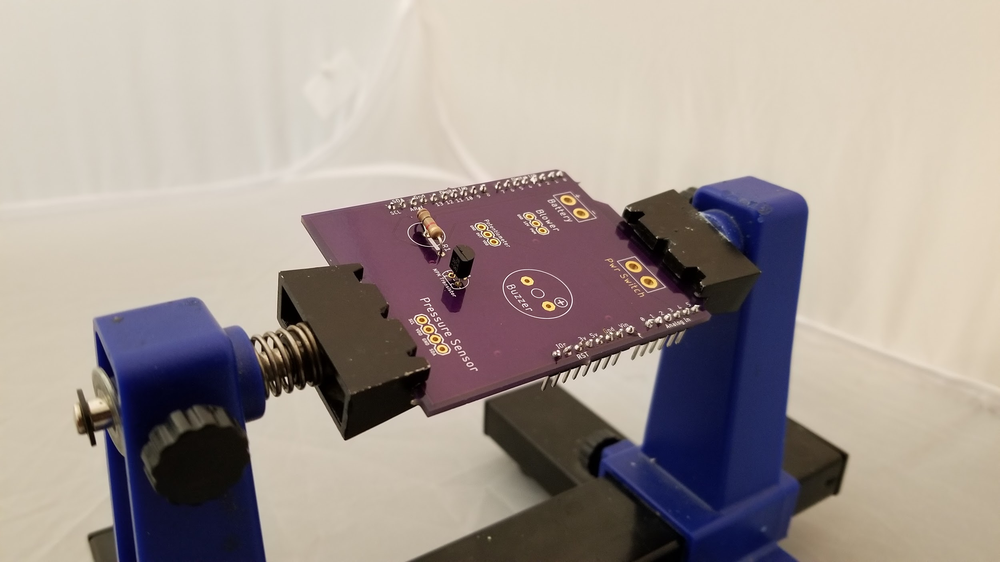 Digital I/O
Digital I/O
SDA
Gnd
SCL
ARef
13 12 11 10 9 8
7 6 5 4 3 2 1 0
R1
NPN Transistor
E
C
Potentiometer
GND OUT VDD
Blower
GND 12V PWM
+
-
Battery
Pwr Switch
Buzzer
+
Pressure Sensor
SCL VDD GND SDA
IOr
3v
5v
Gnd
Vin
RST
0 1 2 3 4 5
Analog In